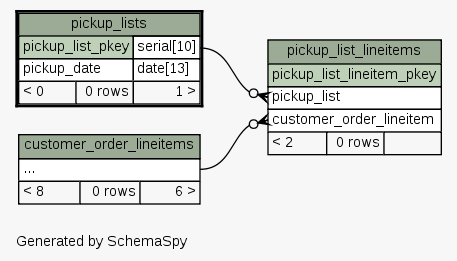 pickup_lists
pickup_list_pkey serial[10]
pickup_date date[13]
< 0 0 rows 1 >
pickup_list_lineitems
pickup_list_lineitem_pkey
pickup_list
customer_order_lineitem
< 2 0 rows
customer_order_lineitems
...
< 8 0 rows 6 >
Generated by SchemaSpy